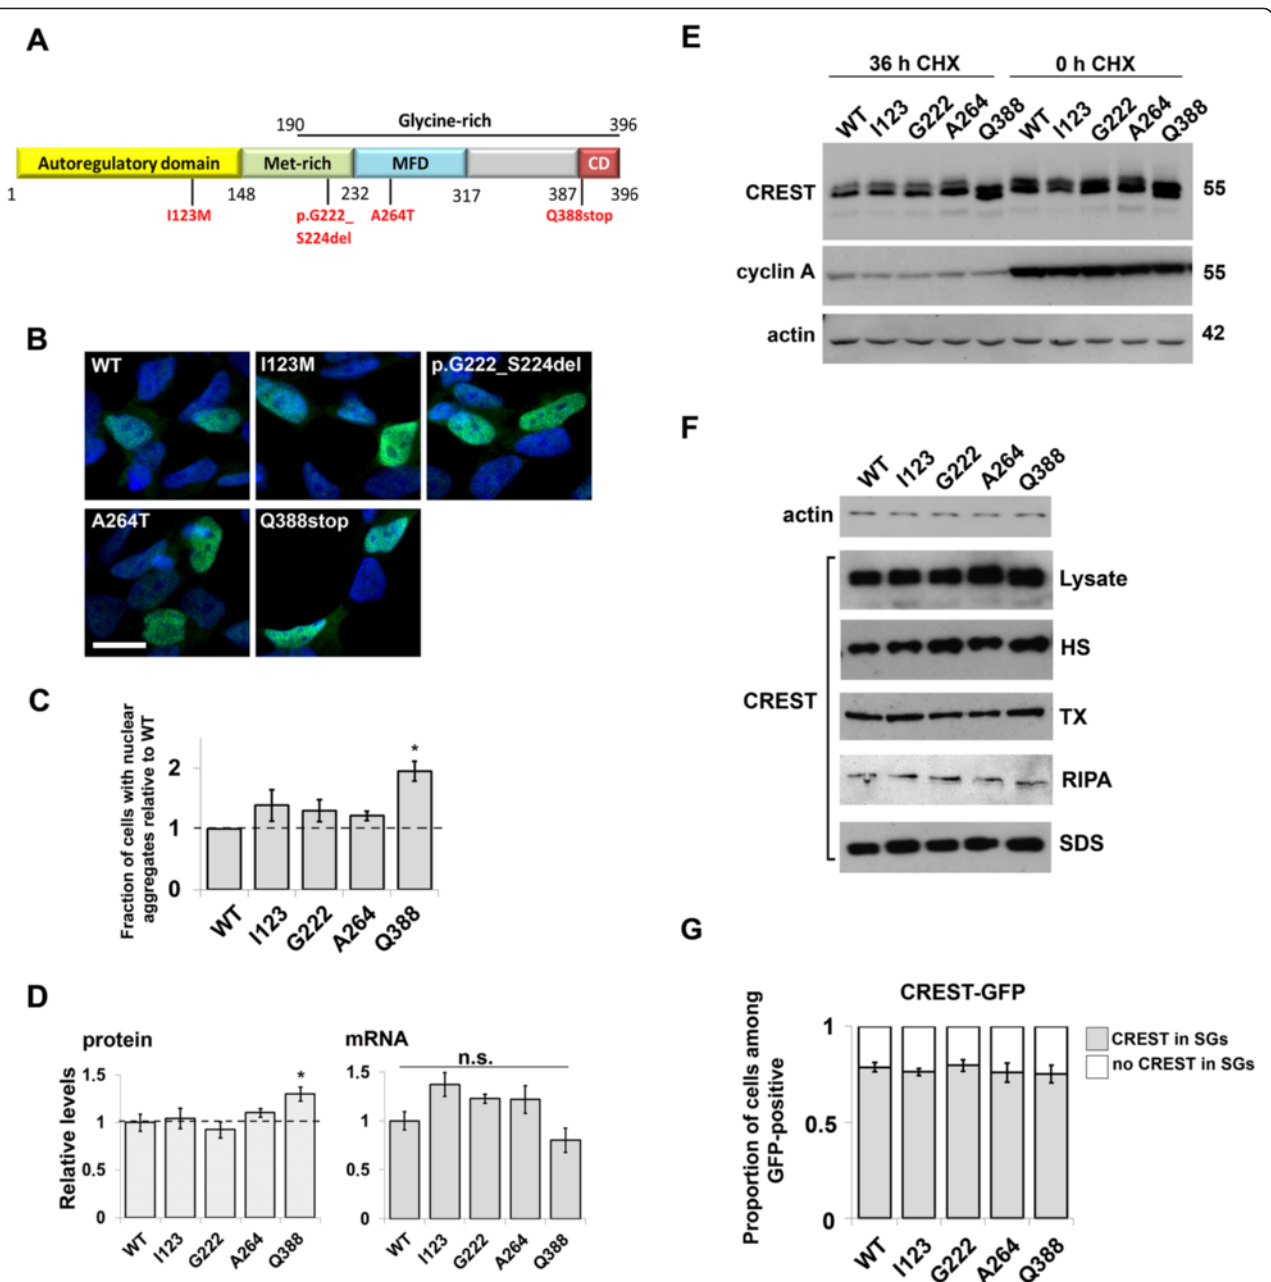 A
190
Glycine-rich
396
Autoregulatory domain
Met-rich
MFD
CD
1
148
232
317
387
396
I123M
p.G222_
S224del
A264T
Q388stop
B
WT
I123M
p.G222_S224del
A264T
Q388stop
C
Fraction of cells with nuclear
aggregates relative to WT
2
1
0
*
WT
I123
G222
A264
Q388
D
protein
Relative levels
1.5
1
0.5
0
*
WT
I123
G222
A264
Q388
mRNA
n.s.
1.5
1
0.5
0
WT
I123
G222
A264
Q388
E
36 h CHX
0 h CHX
WT
I123
G222
A264
Q388
WT
I123
G222
A264
Q388
CREST
55
cyclin A
55
actin
42
F
WT
I123
G222
A264
Q388
actin
CREST
Lysate
HS
TX
RIPA
SDS
G
CREST-GFP
Proportion of cells among
GFP-positive
1
0.5
0
WT
I123
G222
A264
Q388
CREST in SGs
no CREST in SGs